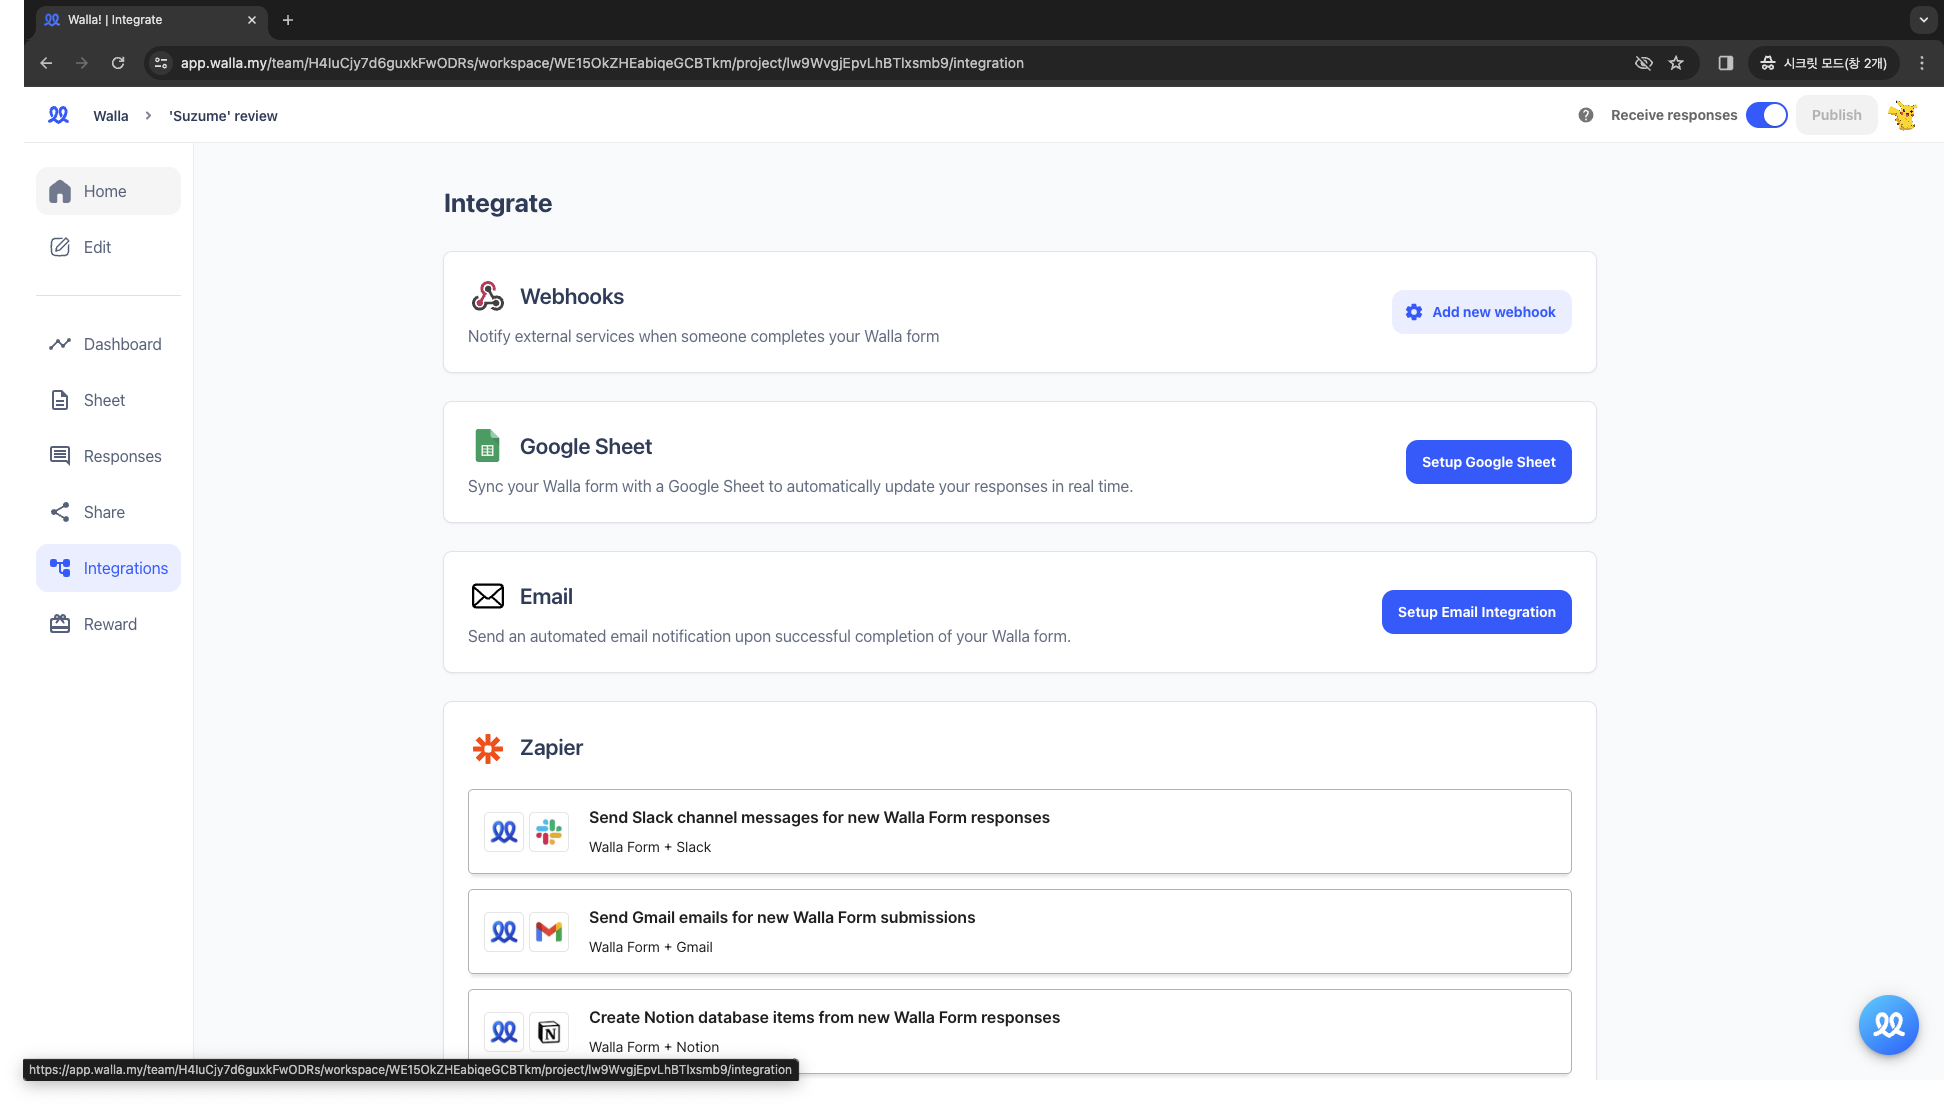 Walla! | Integrate
app.walla.my/team/H4IuCjy7d6guxkFwODRs/workspace/WE15OkZHEabiqeGCBTkm/project/Iw9WvgjEpvLhBTlxsmb9/integration
시크릿 모드(창 2개)
Walla > 'Suzume' review
Receive responses
Publish
Home
Edit
Dashboard
Sheet
Responses
Share
Integrations
Reward
Integrate
Webhooks
Notify external services when someone completes your Walla form
Add new webhook
Google Sheet
Sync your Walla form with a Google Sheet to automatically update your responses in real time.
Setup Google Sheet
Email
Send an automated email notification upon successful completion of your Walla form.
Setup Email Integration
Zapier
Send Slack channel messages for new Walla Form responses
Walla Form + Slack
Send Gmail emails for new Walla Form submissions
Walla Form + Gmail
Create Notion database items from new Walla Form responses
Walla Form + Notion
https://app.walla.my/team/H4IuCjy7d6guxkFwODRs/workspace/WE15OkZHEabiqeGCBTkm/project/Iw9WvgjEpvLhBTlxsmb9/integration